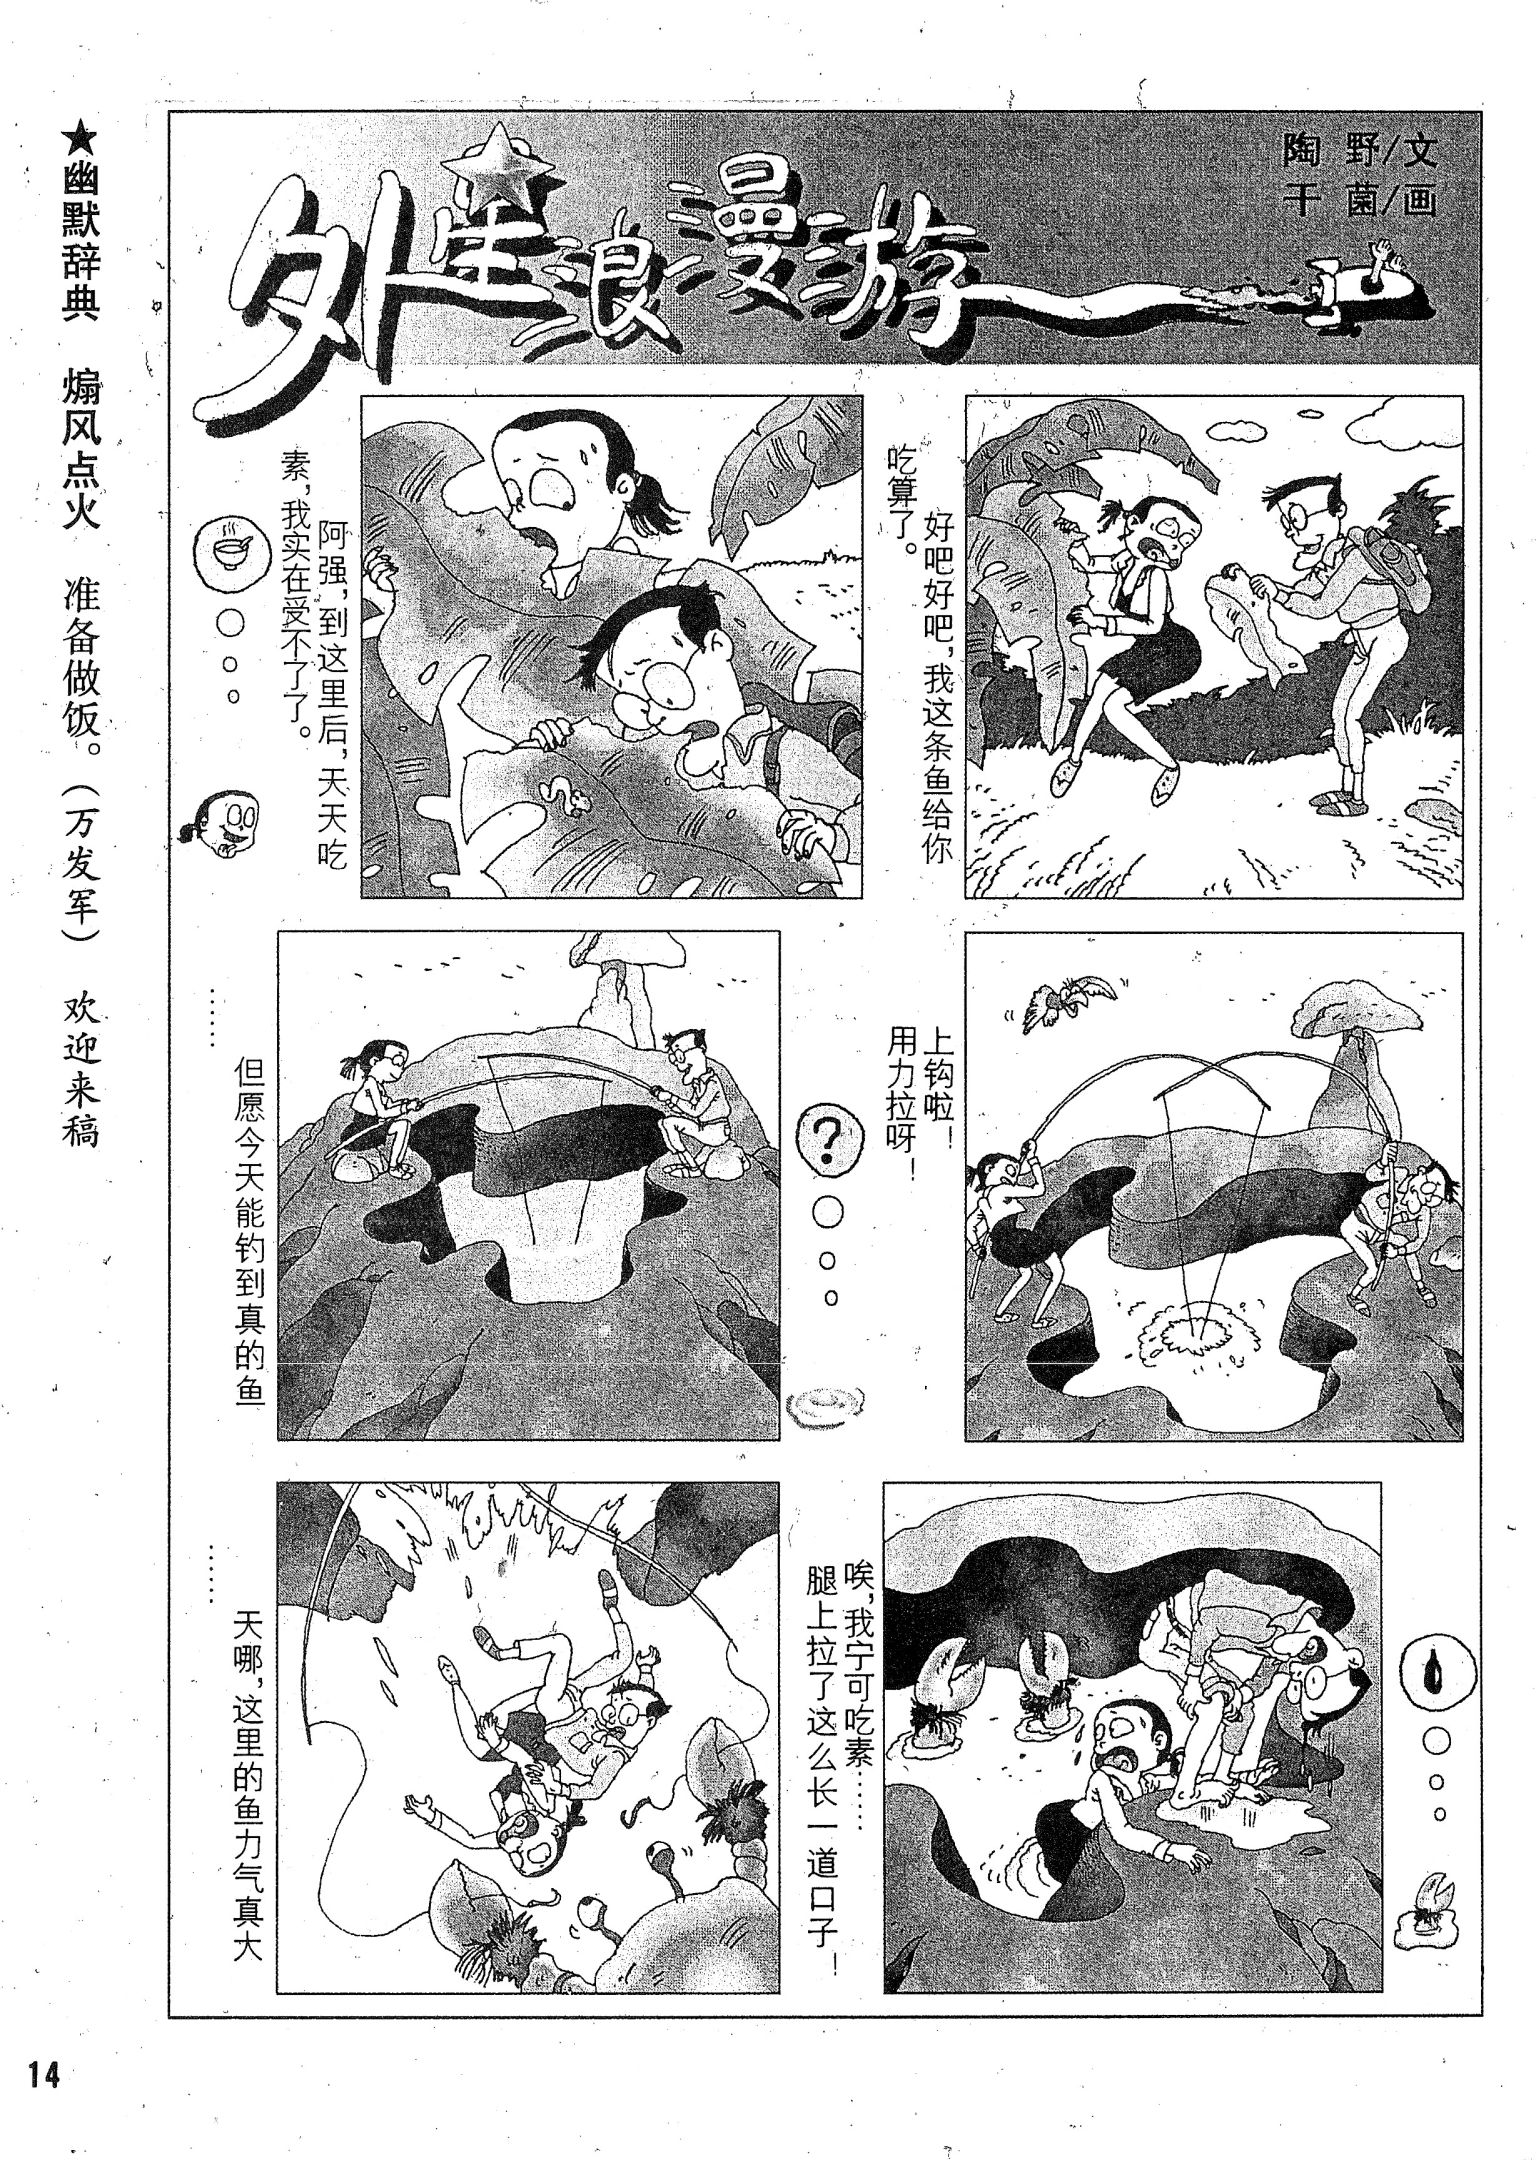 ★幽默辞典 煽风点火 准备做饭。(万发军) 欢迎来稿
外星浪漫游
陶 野/文
千 菌/画
阿强,到这里后,天天吃
素,我实在受不了了。
好吧好吧,我这条鱼给你
吃算了。
但愿今天能钓到真的鱼
……
?
上钩啦!
用力拉呀!
天哪,这里的鱼力气真大
……
唉,我宁可吃素……
腿上拉了这么长一道口子!
14